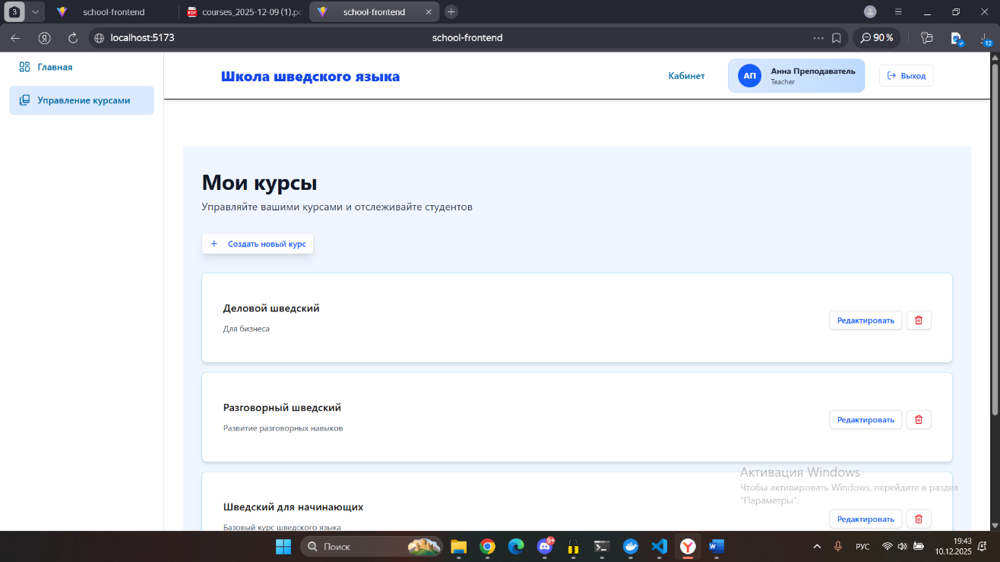 3
school-frontend
courses_2025-12-09 (1).pd
school-frontend
localhost:5173
school-frontend
90 %
12
Главная
Управление курсами
Школа шведского языка
Кабинет
АП
Анна Преподаватель
Teacher
Выход
Мои курсы
Управляйте вашими курсами и отслеживайте студентов
+ Создать новый курс
Деловой шведский
Для бизнеса
Редактировать
Разговорный шведский
Развитие разговорных навыков
Редактировать
Шведский для начинающих
Базовый курс шведского языка
Редактировать
Активация Windows
Чтобы активировать Windows, перейдите в раздел
"Параметры".
Поиск
9+
РУС
19:43
10.12.2025